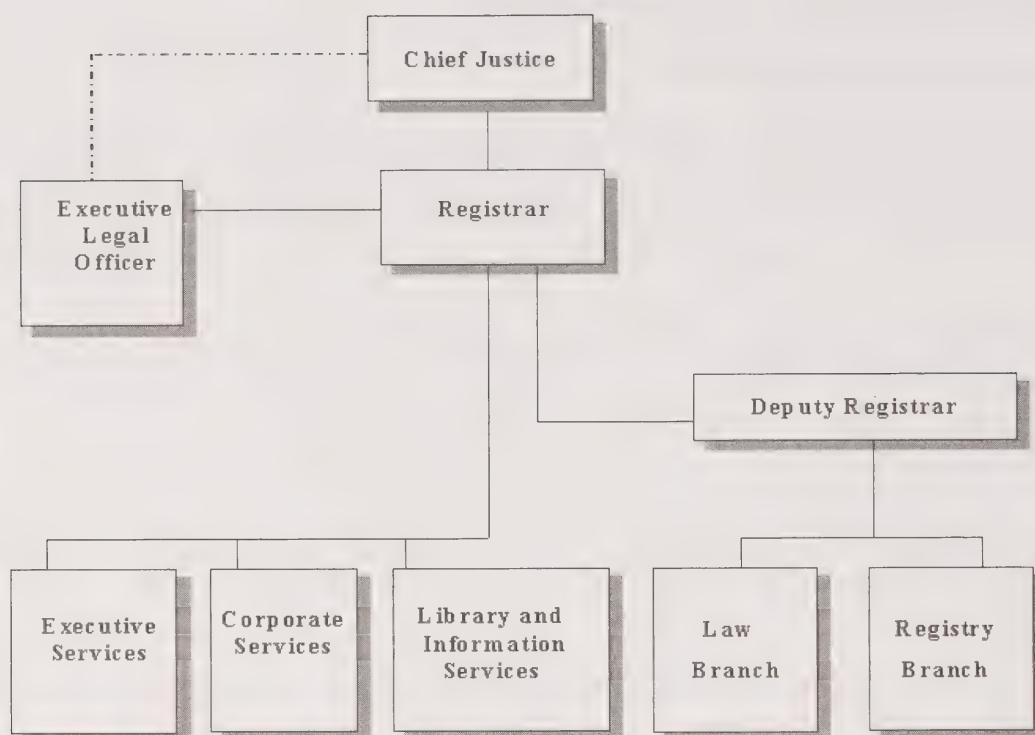 Chief Justice
Executive
Legal
Officer
Registrar
Deputy Registrar
Executive
Services
Corporate
Services
Library and
Information
Services
Law
Branch
Registry
Branch